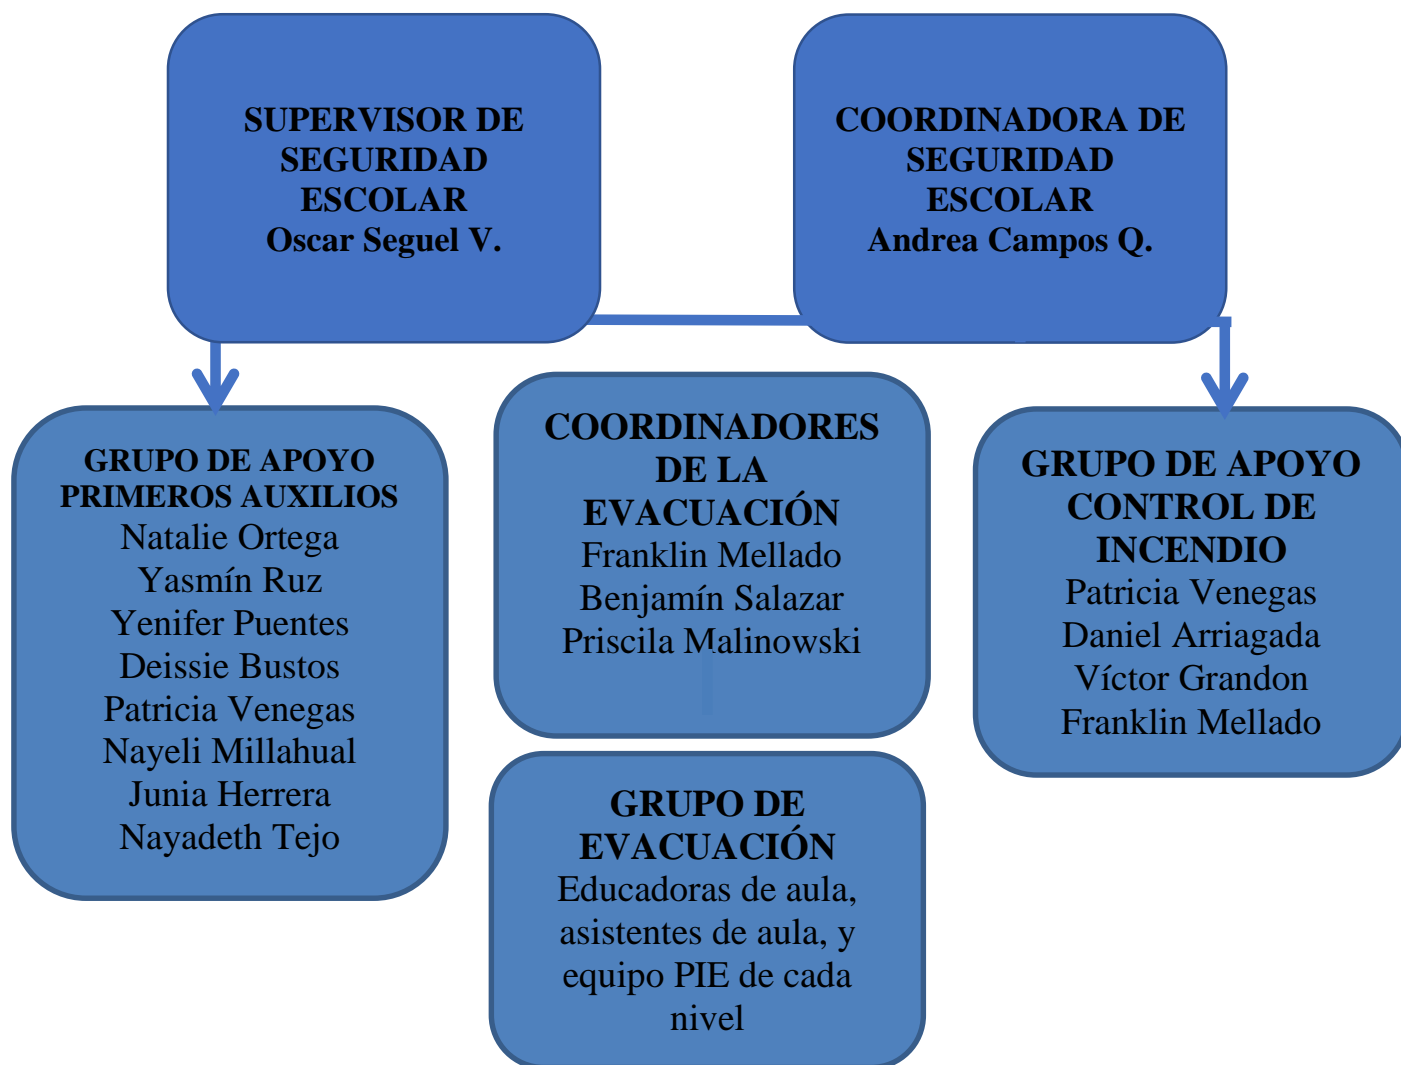 SUPERVISOR DE
SEGURIDAD
ESCOLAR
Oscar Seguel V.
COORDINADORA DE
SEGURIDAD
ESCOLAR
Andrea Campos Q.
GRUPO DE APOYO
PRIMEROS AUXILIOS
Natalie Ortega
Yasmín Ruz
Yenifer Puentes
Deissie Bustos
Patricia Venegas
Nayeli Millahual
Junia Herrera
Nayadeth Tejo
COORDINADORES
DE LA
EVACUACIÓN
Franklin Mellado
Benjamín Salazar
Priscila Malinowski
GRUPO DE APOYO
CONTROL DE
INCENDIO
Patricia Venegas
Daniel Arriagada
Víctor Grandon
Franklin Mellado
GRUPO DE
EVACUACIÓN
Educadoras de aula,
asistentes de aula, y
equipo PIE de cada
nivel